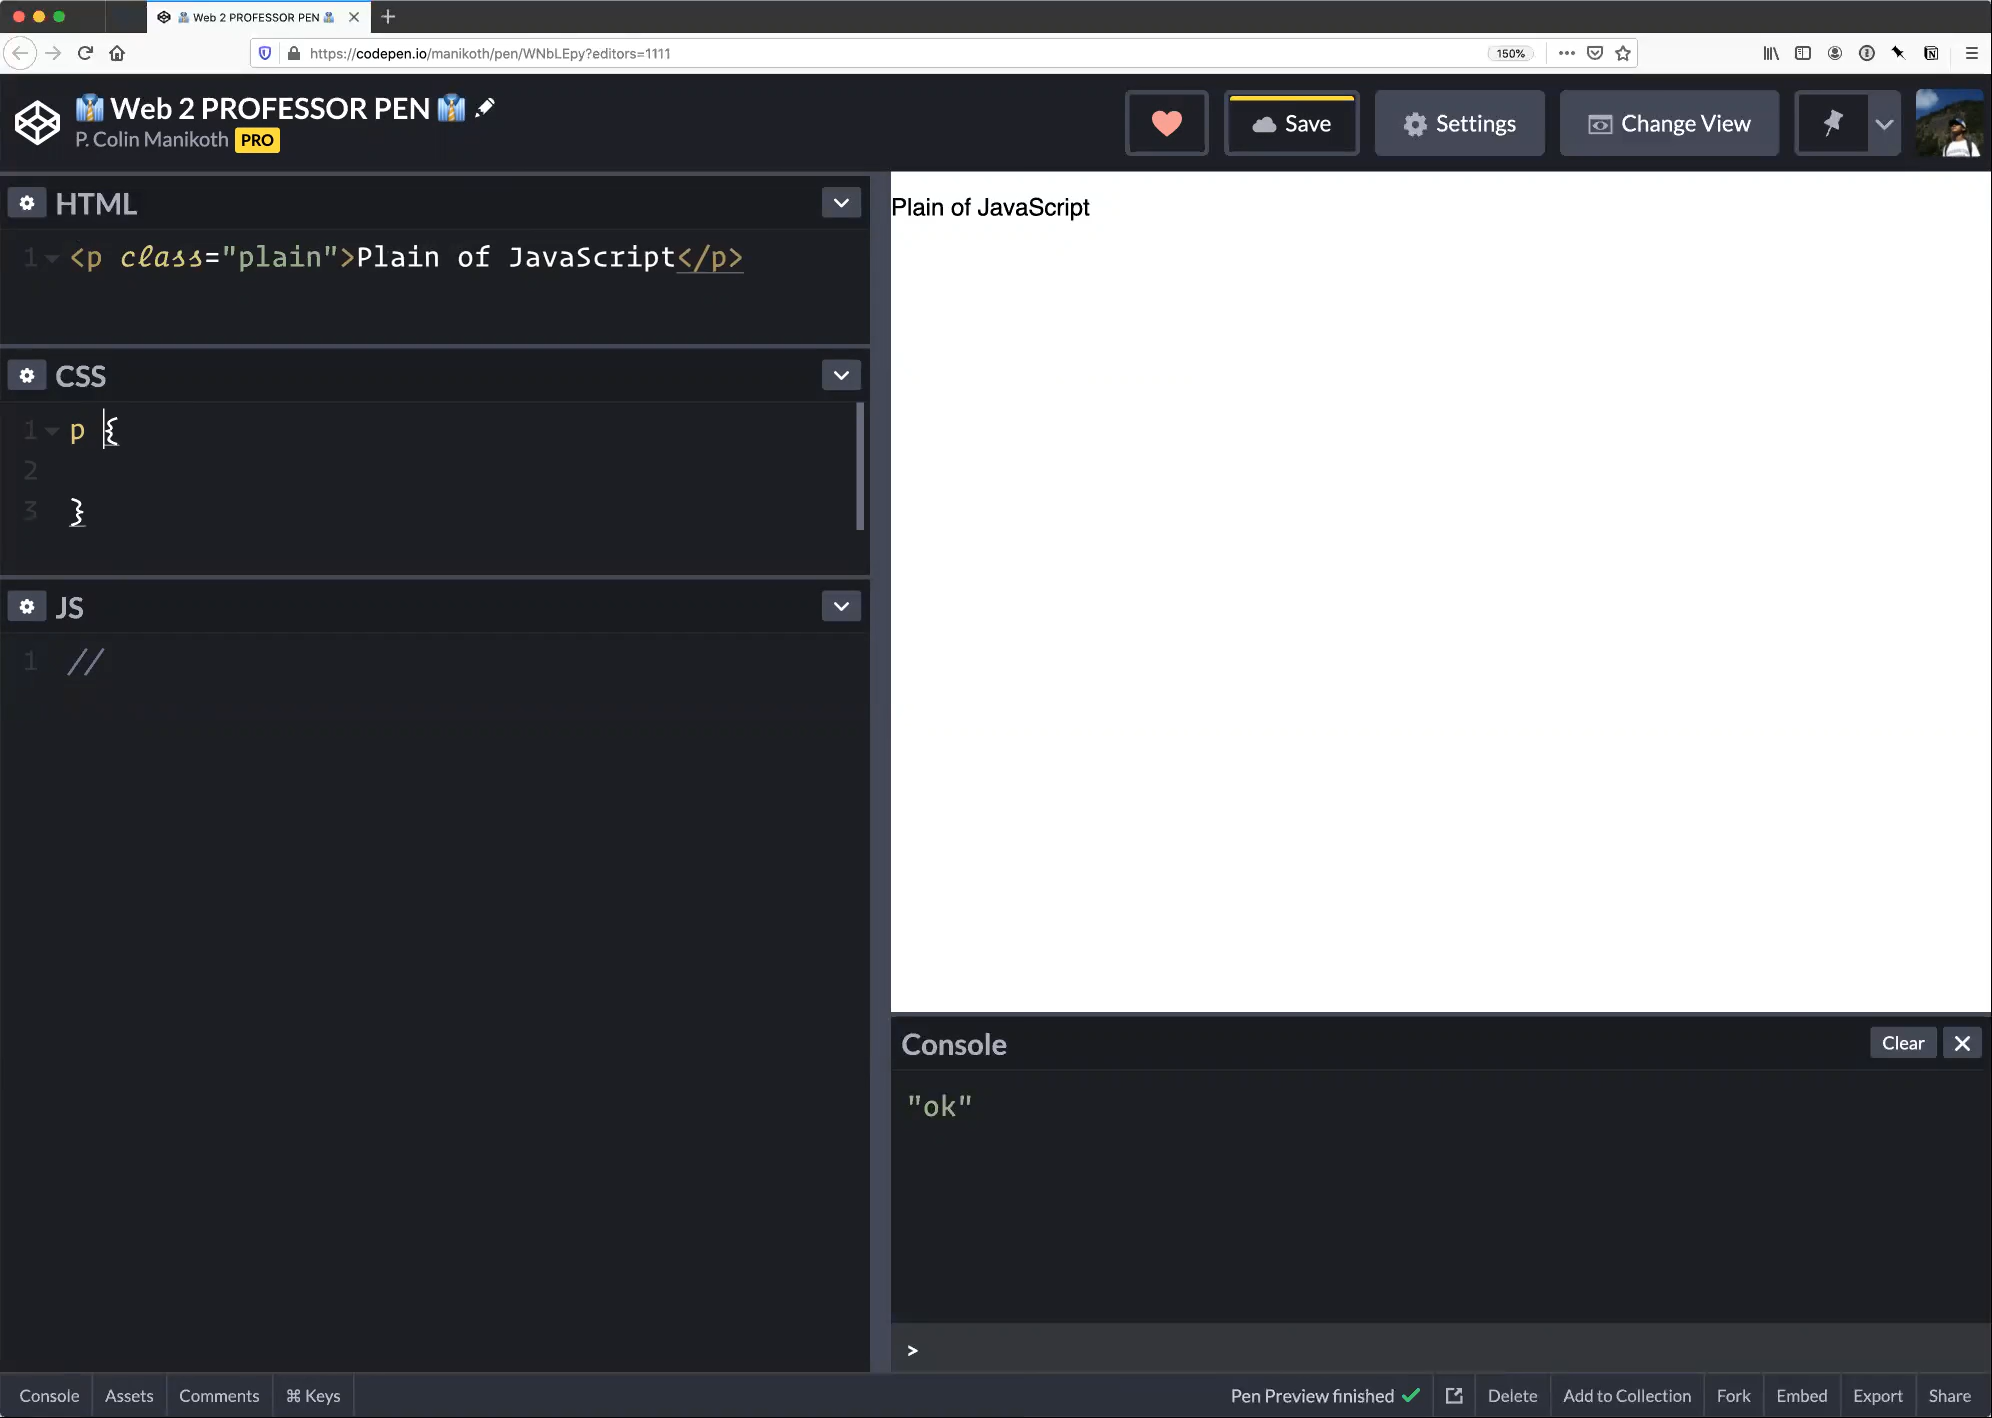 Web 2 PROFESSOR PEN
https://codepen.io/manikoth/pen/WNbLEpy?editors=1111
150%
Web 2 PROFESSOR PEN
P. Colin Manikoth PRO
Save
Settings
Change View
HTML
1 <p class="plain">Plain of JavaScript</p>
CSS
1 p {
2
3 }
JS
1 //
Plain of JavaScript
Console
Clear
"ok"
>
Console
Assets
Comments
⌘ Keys
Pen Preview finished
Delete
Add to Collection
Fork
Embed
Export
Share